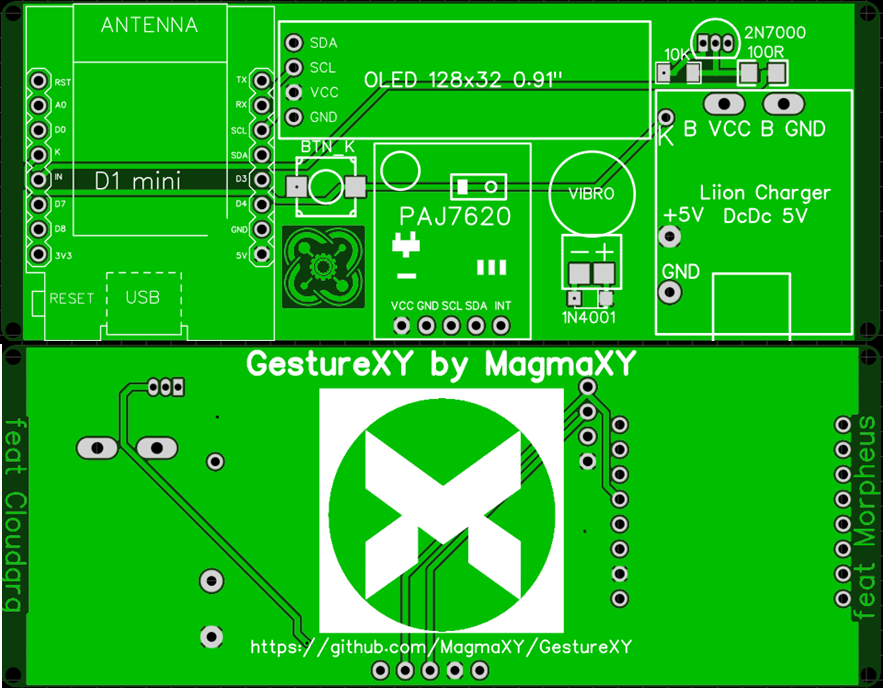 ANTENNA
RST
A0
D0
K
IN
D7
D8
3V3
TX
RX
SCL
SDA
D3
D4
GND
5V
D1 mini
RESET
USB
SDA
SCL
VCC
GND
OLED 128x32 0.91"
BTN_K
PAJ7620
VCC GND SCL SDA INT
VIBRO
− +
1N4001
2N7000
10K
100R
K
B VCC B GND
Liion Charger
DcDc 5V
+5V
GND
GestureXY by MagmaXY
feat Cloudgrg
feat Morpheus
https://github.com/MagmaXY/GestureXY